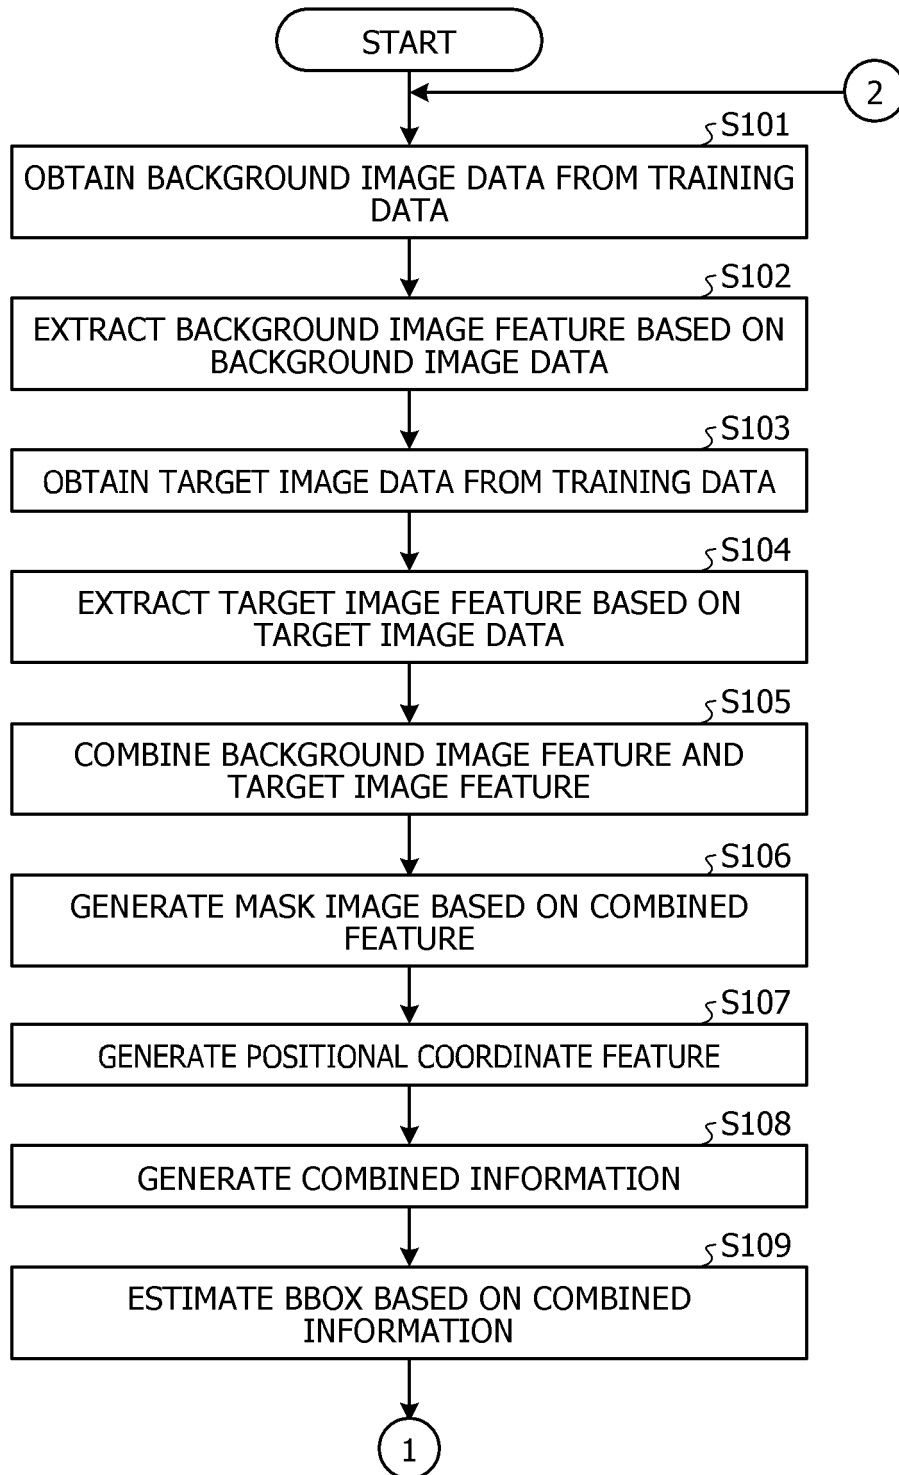 START
2
S101
OBTAIN BACKGROUND IMAGE DATA FROM TRAINING
DATA
S102
EXTRACT BACKGROUND IMAGE FEATURE BASED ON
BACKGROUND IMAGE DATA
S103
OBTAIN TARGET IMAGE DATA FROM TRAINING DATA
S104
EXTRACT TARGET IMAGE FEATURE BASED ON
TARGET IMAGE DATA
S105
COMBINE BACKGROUND IMAGE FEATURE AND
TARGET IMAGE FEATURE
S106
GENERATE MASK IMAGE BASED ON COMBINED
FEATURE
S107
GENERATE POSITIONAL COORDINATE FEATURE
S108
GENERATE COMBINED INFORMATION
S109
ESTIMATE BBOX BASED ON COMBINED
INFORMATION
1